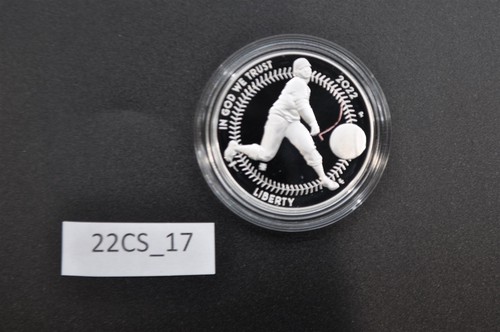 IN GOD WE TRUST
2022
LIBERTY
22CS_17